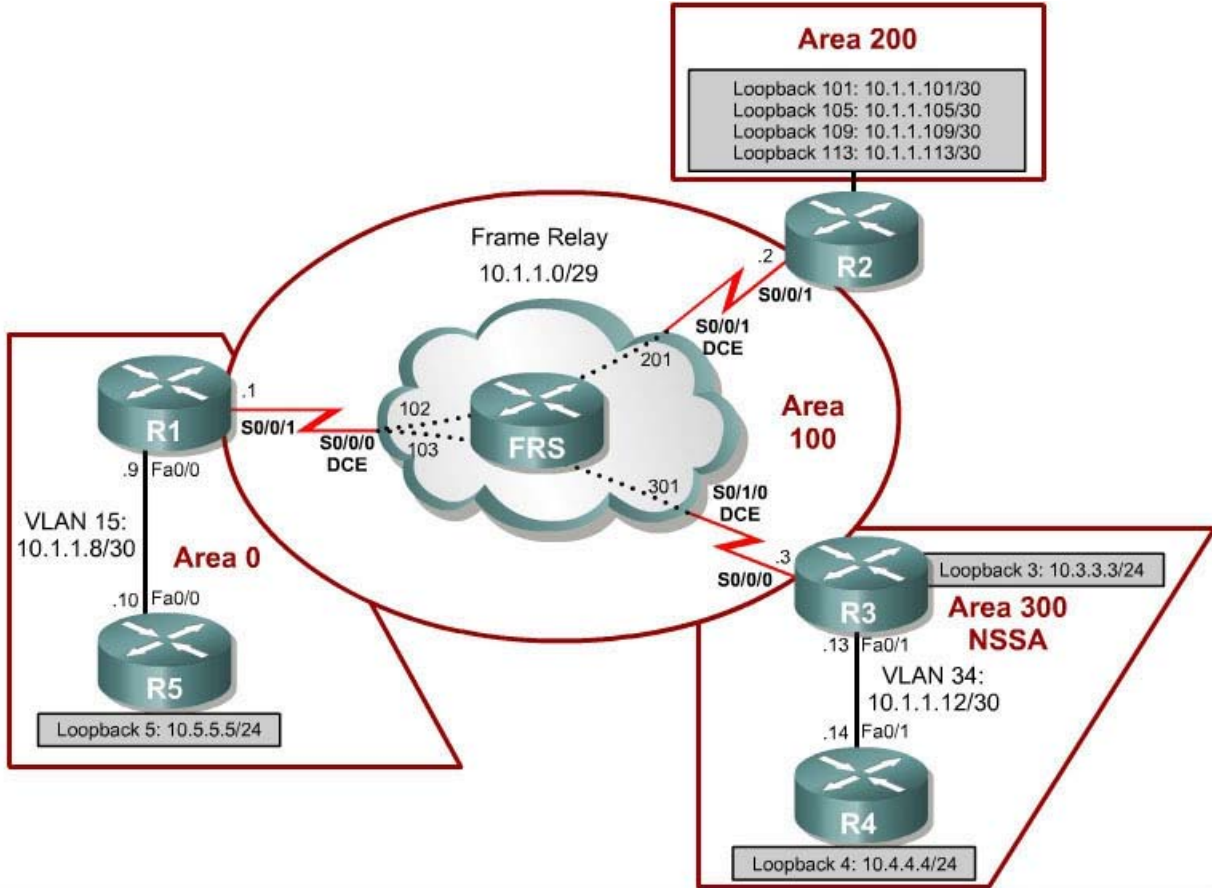 Area 200
Loopback 101: 10.1.1.101/30
Loopback 105: 10.1.1.105/30
Loopback 109: 10.1.1.109/30
Loopback 113: 10.1.1.113/30
Frame Relay
10.1.1.0/29
.2
R2
S0/0/1
S0/0/1
DCE
201
R1
.1
S0/0/1
S0/0/0
DCE
102
103
FRS
Area
100
301
S0/1/0
DCE
.9
Fa0/0
VLAN 15:
10.1.1.8/30
Area 0
.10
Fa0/0
R5
Loopback 5: 10.5.5.5/24
.3
S0/0/0
R3
Loopback 3: 10.3.3.3/24
Area 300
NSSA
.13
Fa0/1
VLAN 34:
10.1.1.12/30
.14
Fa0/1
R4
Loopback 4: 10.4.4.4/24